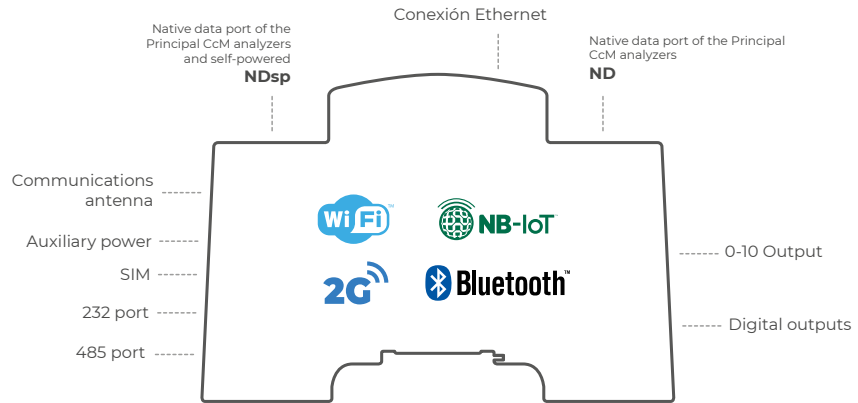 Conexión Ethernet
Native data port of the
Principal CcM analyzers
and self-powered
NDsp
Native data port of the Principal
CcM analyzers
ND
Communications
antenna
Auxiliary power
SIM
232 port
485 port
WiFi™
NB-IoT
2G
Bluetooth™
0-10 Output
Digital outputs